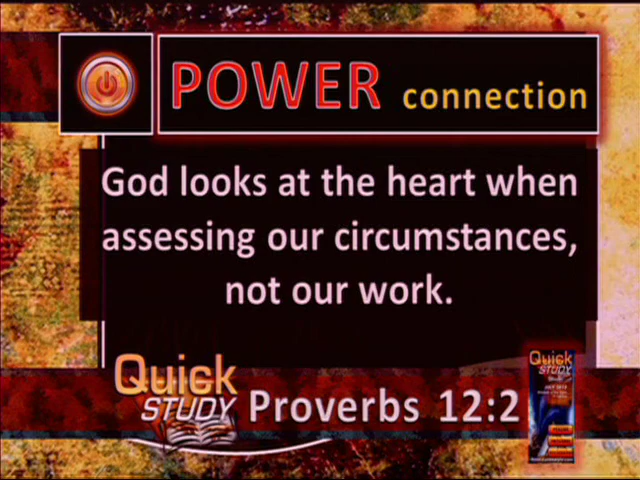 POWER connection
God looks at the heart when
assessing our circumstances,
not our work.
Quick
STUDY
Proverbs 12:2
Quick
STUDY